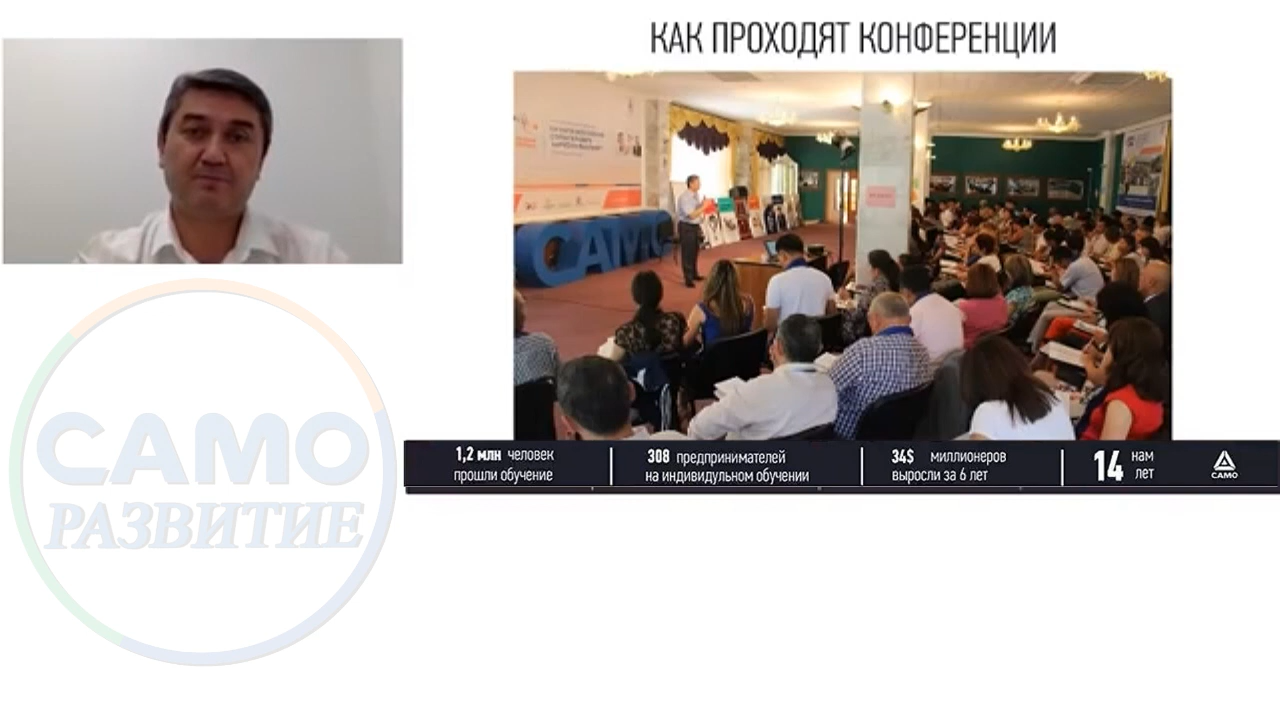 КАК ПРОХОДЯТ КОНФЕРЕНЦИИ
САМО
САМО
РАЗВИТИЕ
1,2 млн человек
прошли обучение
308 предпринимателей
на индивидульном обучении
34$ миллионеров
выросли за 6 лет
14 нам
лет
САМО